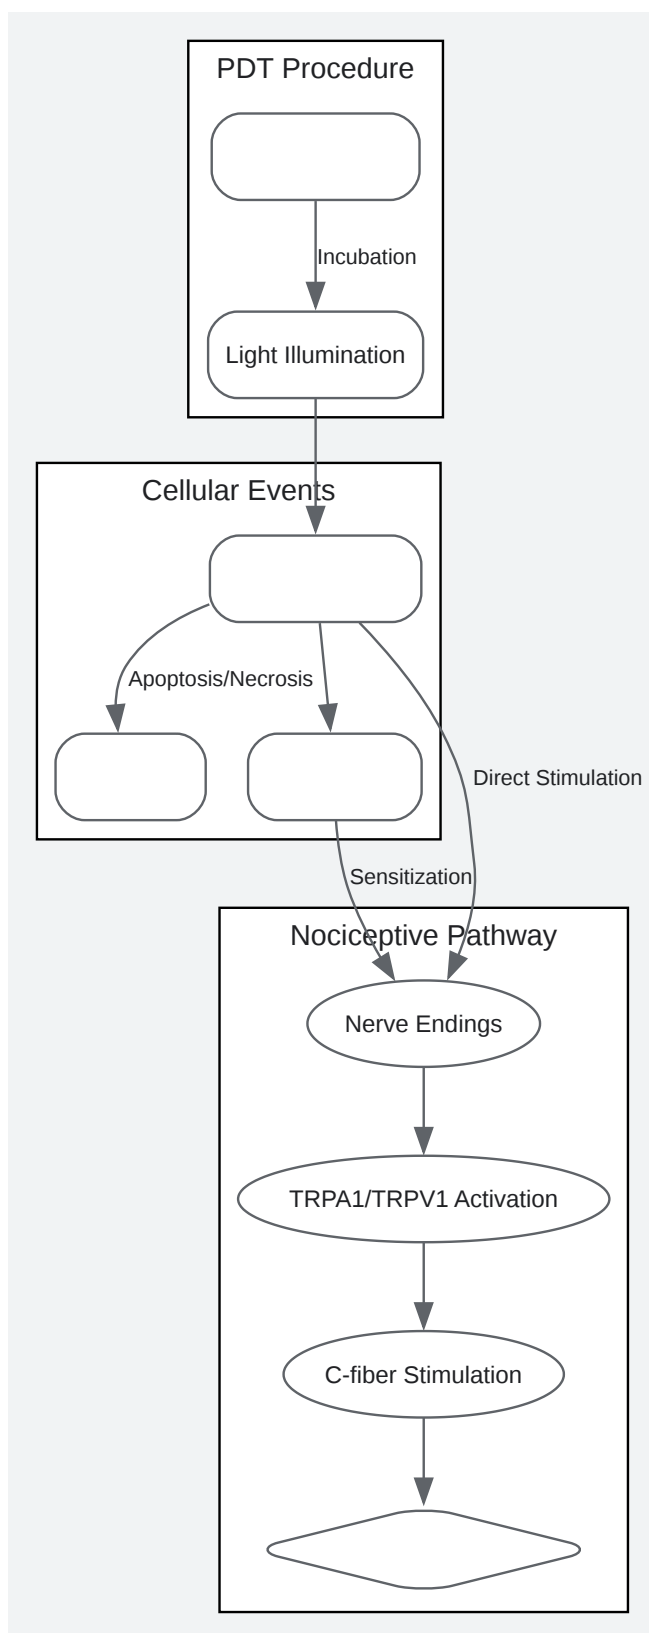 PDT Procedure
Incubation
Light Illumination
Cellular Events
Apoptosis/Necrosis
Direct Stimulation
Sensitization
Nociceptive Pathway
Nerve Endings
TRPA1/TRPV1 Activation
C-fiber Stimulation